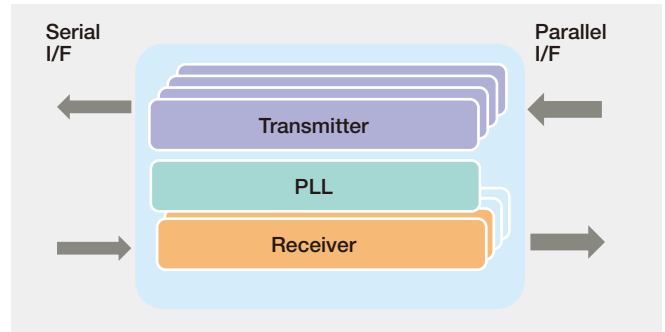 Serial
I/F
Parallel
I/F
Transmitter
PLL
Receiver